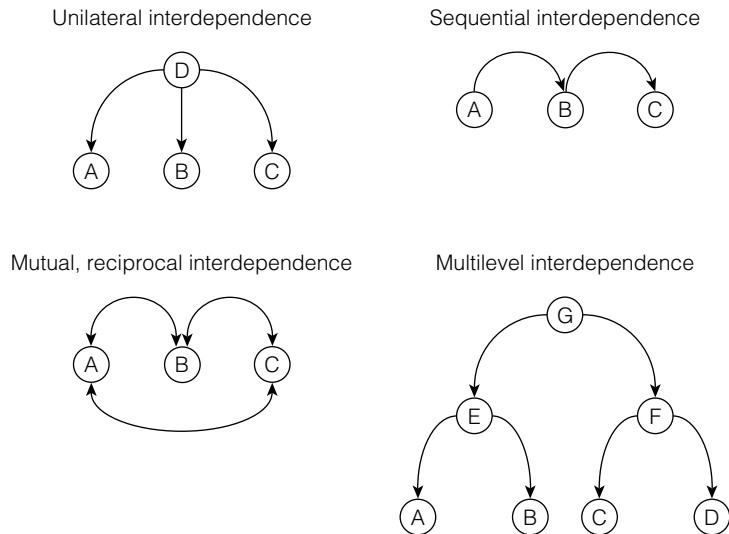 Unilateral interdependence
D
A B C
Sequential interdependence
A B C
Mutual, reciprocal interdependence
A B C
Multilevel interdependence
G
E F
A B C D